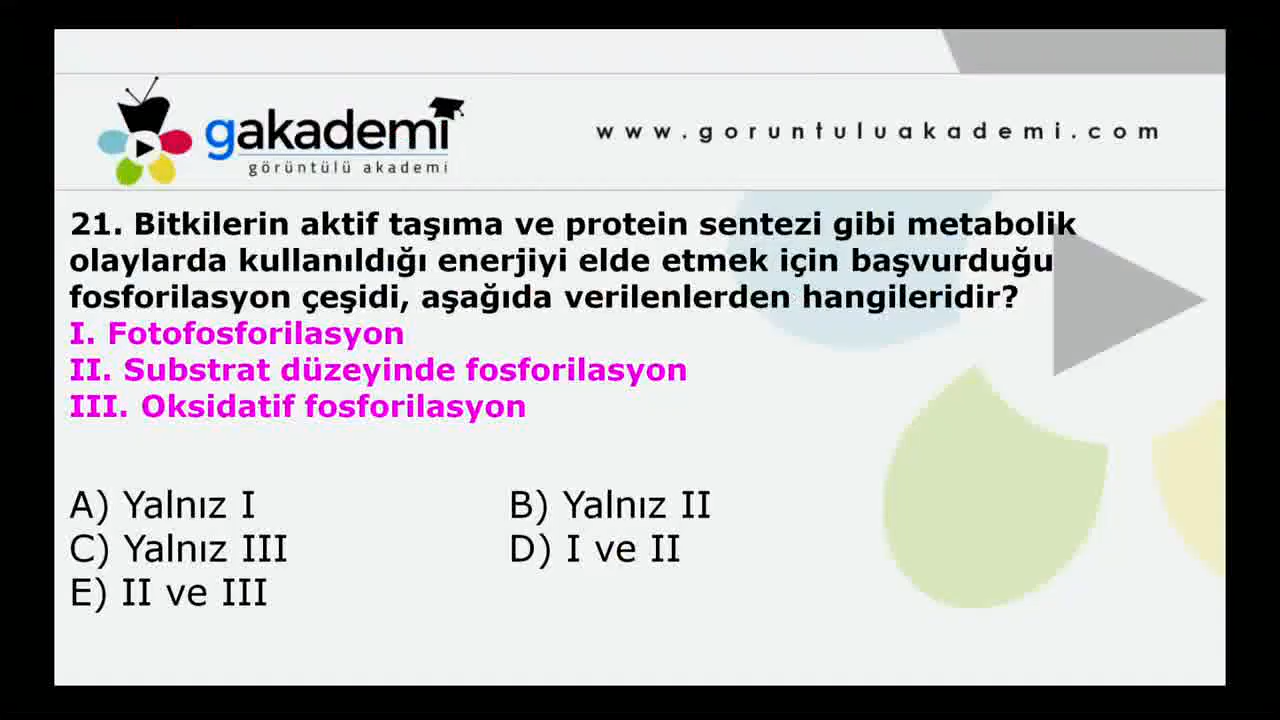 gakademi
görüntülü akademi
www.goruntuluakademi.com
21. Bitkilerin aktif taşıma ve protein sentezi gibi metabolik
olaylarda kullanıldığı enerjiyi elde etmek için başvurduğu
fosforilasyon çeşidi, aşağıda verilenlerden hangileridir?
I. Fotofosforilasyon
II. Substrat düzeyinde fosforilasyon
III. Oksidatif fosforilasyon
A) Yalnız I B) Yalnız II
C) Yalnız III D) I ve II
E) II ve III